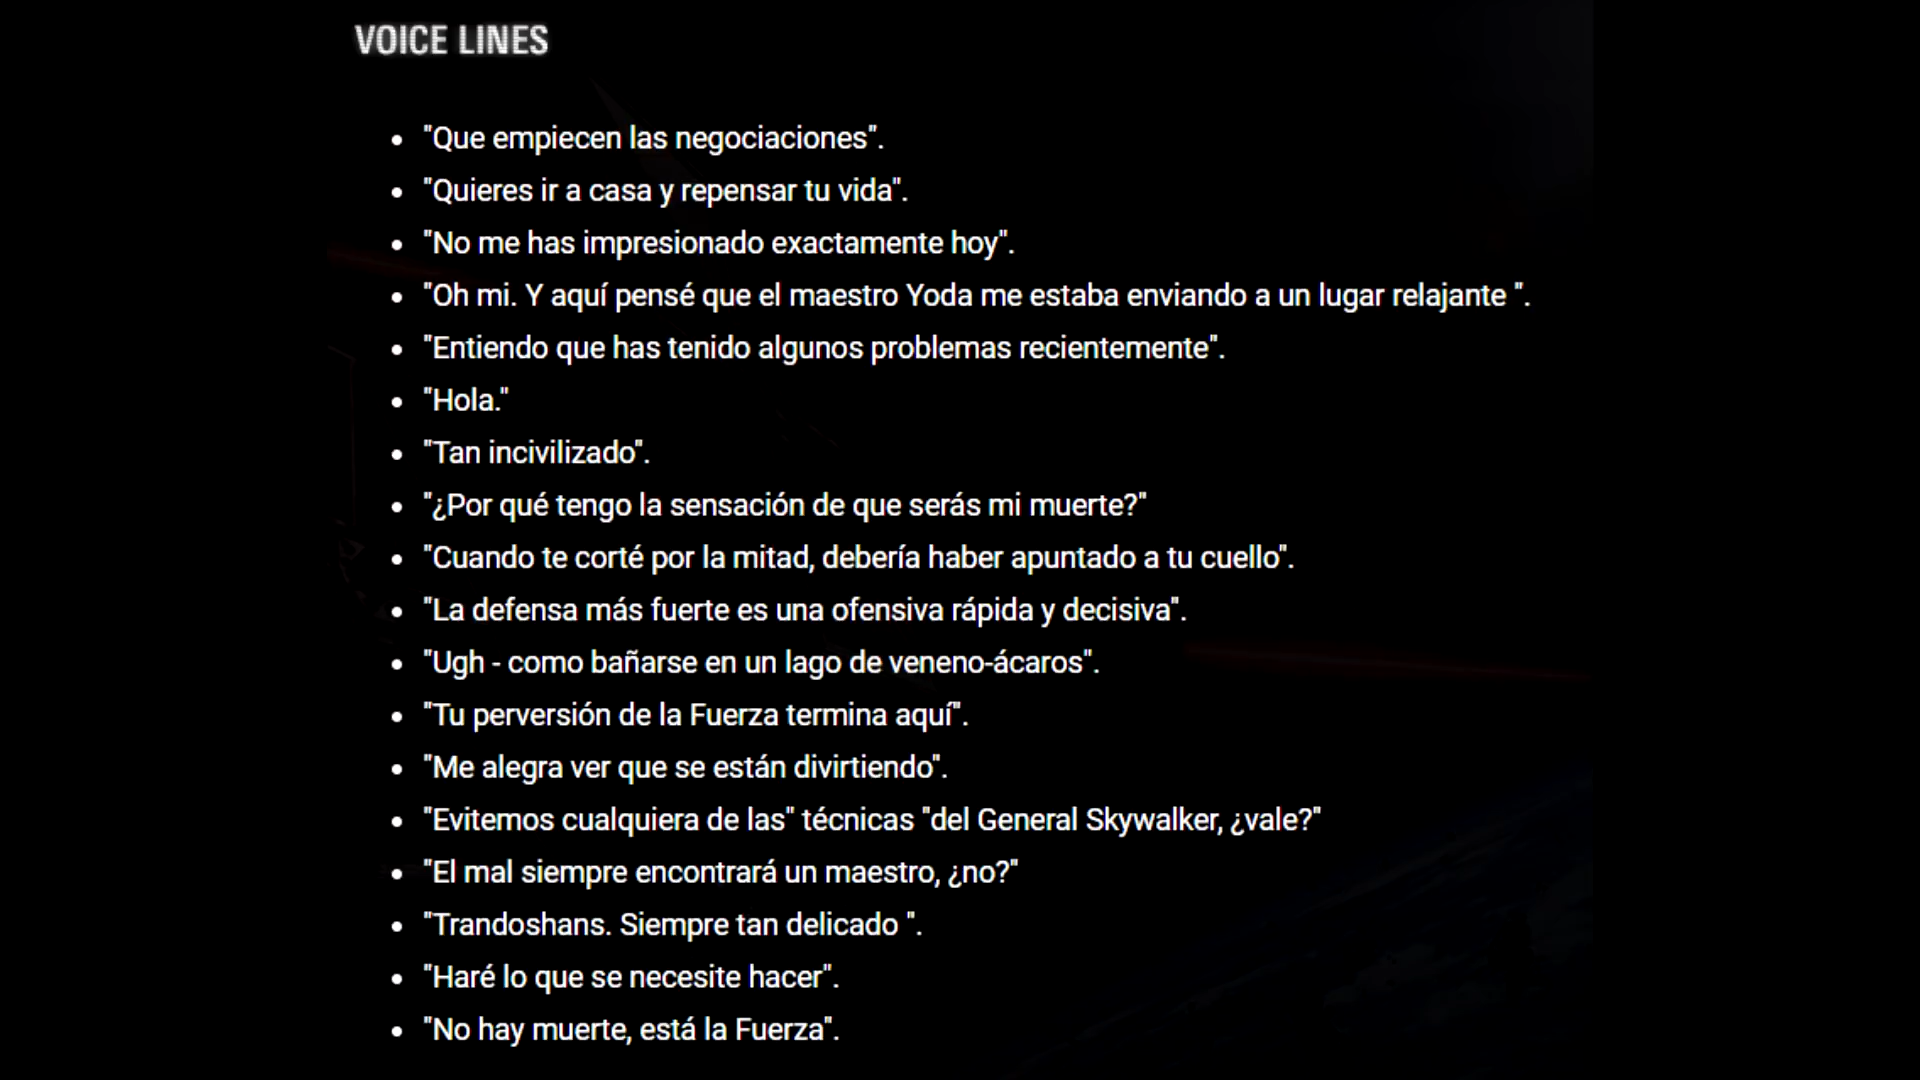 VOICE LINES
• "Que empiecen las negociaciones".
• "Quieres ir a casa y repensar tu vida".
• "No me has impresionado exactamente hoy".
• "Oh mi. Y aquí pensé que el maestro Yoda me estaba enviando a un lugar relajante ".
• "Entiendo que has tenido algunos problemas recientemente".
• "Hola."
• "Tan incivilizado".
• "¿Por qué tengo la sensación de que serás mi muerte?"
• "Cuando te corté por la mitad, debería haber apuntado a tu cuello".
• "La defensa más fuerte es una ofensiva rápida y decisiva".
• "Ugh - como bañarse en un lago de veneno-ácaros".
• "Tu perversión de la Fuerza termina aquí".
• "Me alegra ver que se están divirtiendo".
• "Evitemos cualquiera de las" técnicas "del General Skywalker, ¿vale?"
• "El mal siempre encontrará un maestro, ¿no?"
• "Trandoshans. Siempre tan delicado ".
• "Haré lo que se necesite hacer".
• "No hay muerte, está la Fuerza".